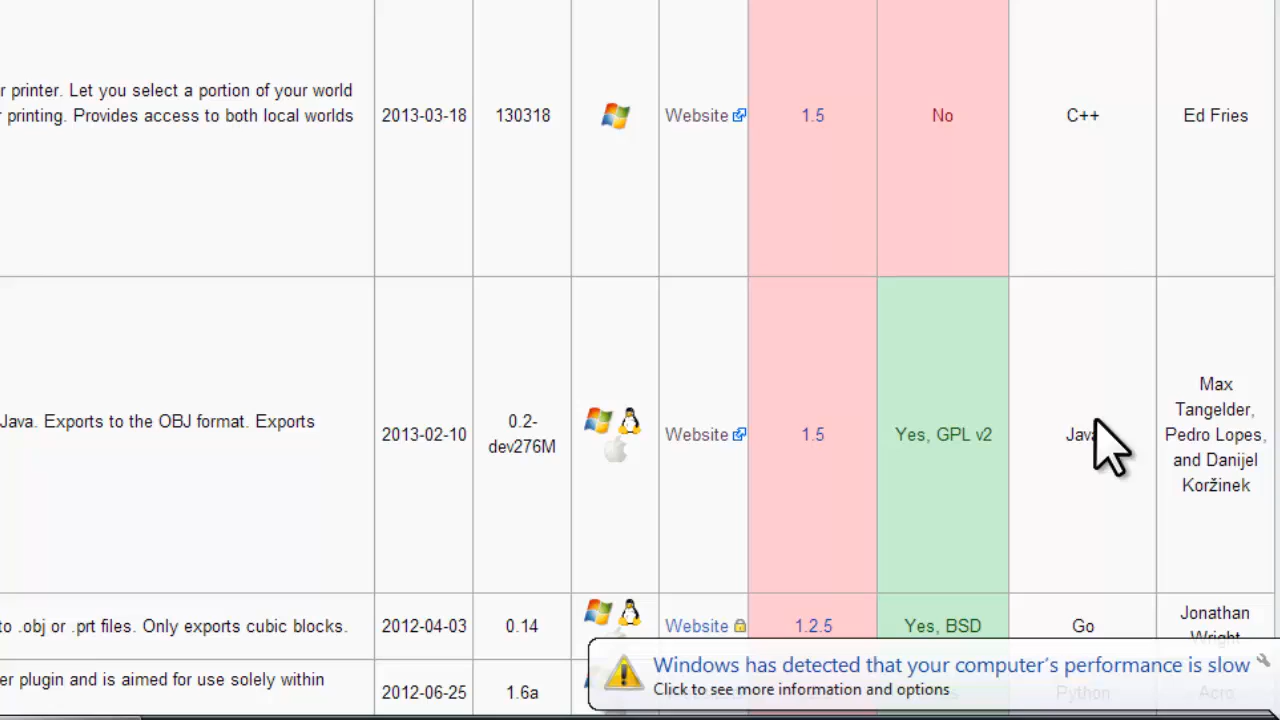 r printer. Let you select a portion of your world
r printing. Provides access to both local worlds
2013-03-18
130318
Website
1.5
No
C++
Ed Fries
Java. Exports to the OBJ format. Exports
2013-02-10
0.2-
dev276M
Website
1.5
Yes, GPL v2
Java
Max
Tangelder,
Pedro Lopes,
and Danijel
Koržinek
to .obj or .prt files. Only exports cubic blocks.
2012-04-03
0.14
Website
1.2.5
Yes, BSD
Go
Jonathan
Wright
er plugin and is aimed for use solely within
2012-06-25
1.6a
Python
Acro
Windows has detected that your computer's performance is slow
Click to see more information and options